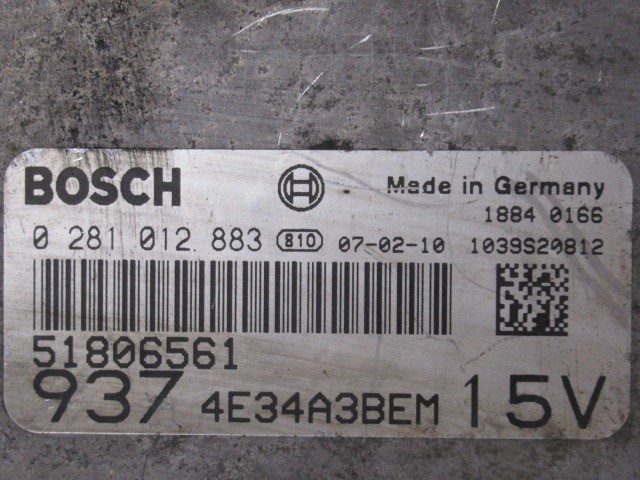 BOSCH Made in Germany
1884 0166
0 281 012 883 810 07-02-10 1039S20812
51806561
937 4E34A3BEM 15V